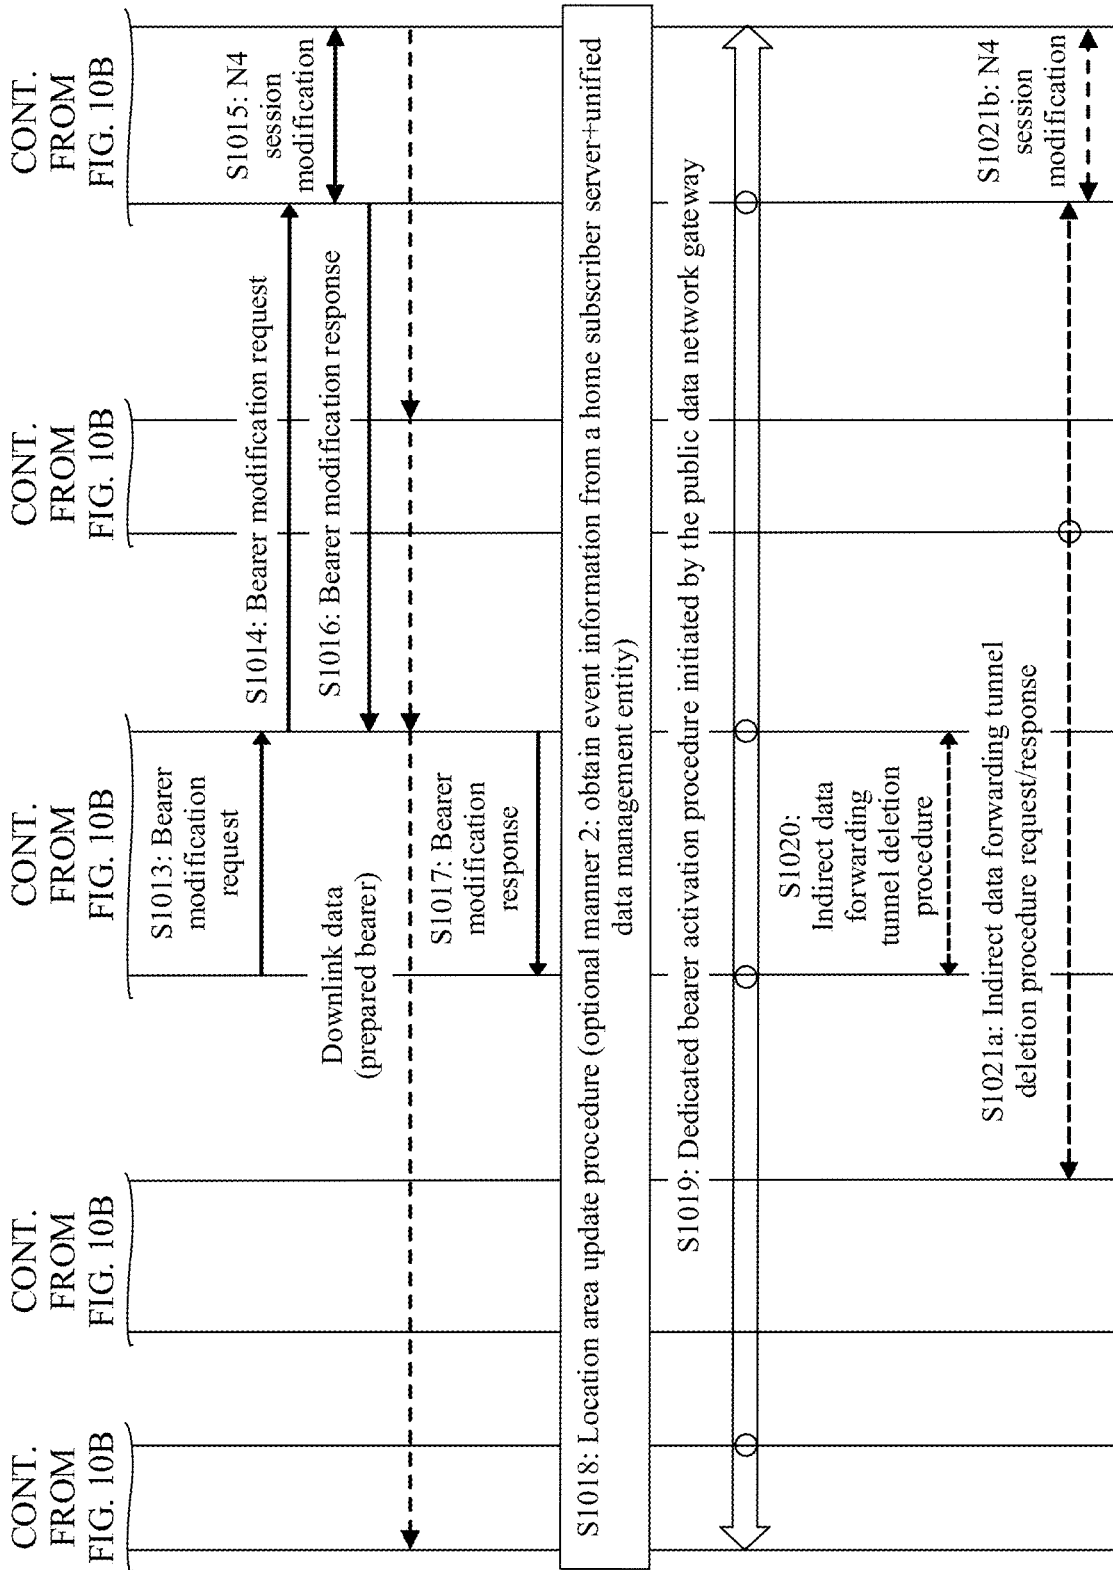 CONT.
FROM
FIG. 10B
CONT.
FROM
FIG. 10B
CONT.
FROM
FIG. 10B
CONT.
FROM
FIG. 10B
CONT.
FROM
FIG. 10B
S1013: Bearer
modification
request
S1014: Bearer modification request
S1015: N4
session
modification
S1016: Bearer modification response
Downlink data
(prepared bearer)
S1017: Bearer
modification
response
S1018: Location area update procedure (optional manner 2: obtain event information from a home subscriber server+unified
data management entity)
S1019: Dedicated bearer activation procedure initiated by the public data network gateway
S1020:
Indirect data
forwarding
tunnel deletion
procedure
S1021a: Indirect data forwarding tunnel
deletion procedure request/response
S1021b: N4
session
modification